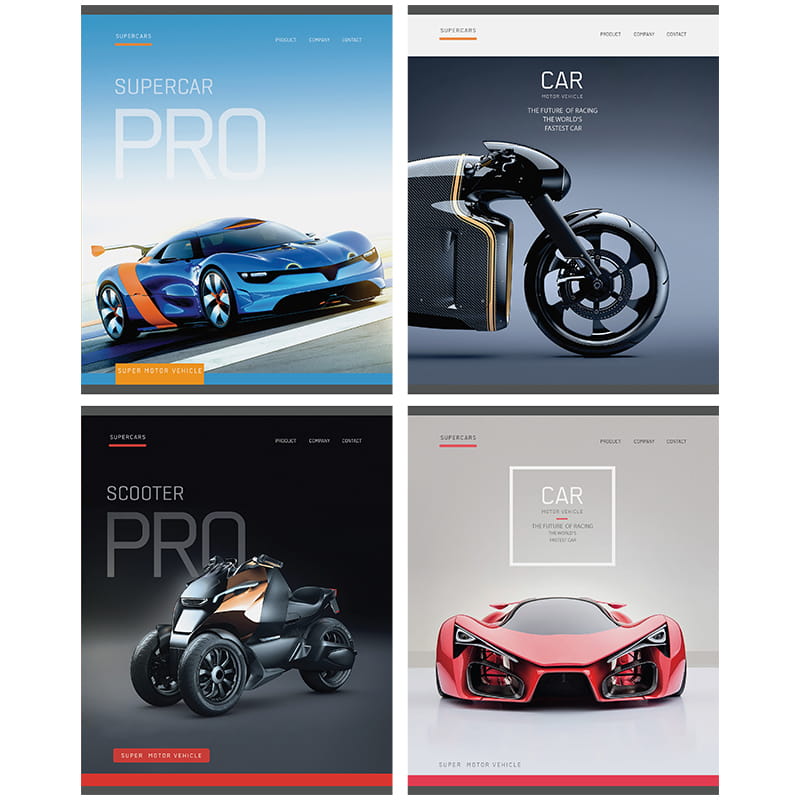 SUPERCARS
PRODUCT COMPANY CONTACT
SUPERCAR
PRO
SUPER MOTOR VEHICLE
SUPERCARS
PRODUCT COMPANY CONTACT
CAR
MOTOR VEHICLE
THE FUTURE OF RACING
THE WORLD'S
FASTEST CAR
SUPERCARS
PRODUCT COMPANY CONTACT
SCOOTER
PRO
SUPER MOTOR VEHICLE
SUPERCARS
PRODUCT COMPANY CONTACT
CAR
MOTOR VEHICLE
THE FUTURE OF RACING
THE WORLD'S
FASTEST CAR
SUPER MOTOR VEHICLE